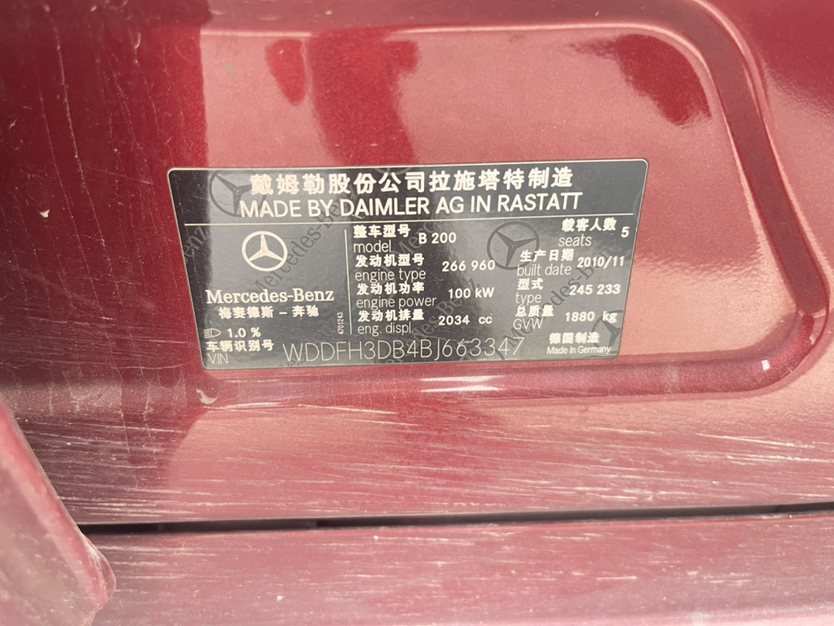 戴姆勒股份公司拉施塔特制造
MADE BY DAIMLER AG IN RASTATT
Mercedes-Benz
梅赛德斯 - 奔驰
1.0 %
4701243
整车型号 B 200
model
载客人数 5
seats
发动机型号 266 960
engine type
生产日期 2010/11
built date
发动机功率 100 kW
engine power
型式 245 233
type
发动机排量 2034 cc
eng. displ.
总质量 1880 kg
GVW
车辆识别号 WDDFH3DB4BJ663347
VIN
德国制造
Made in Germany